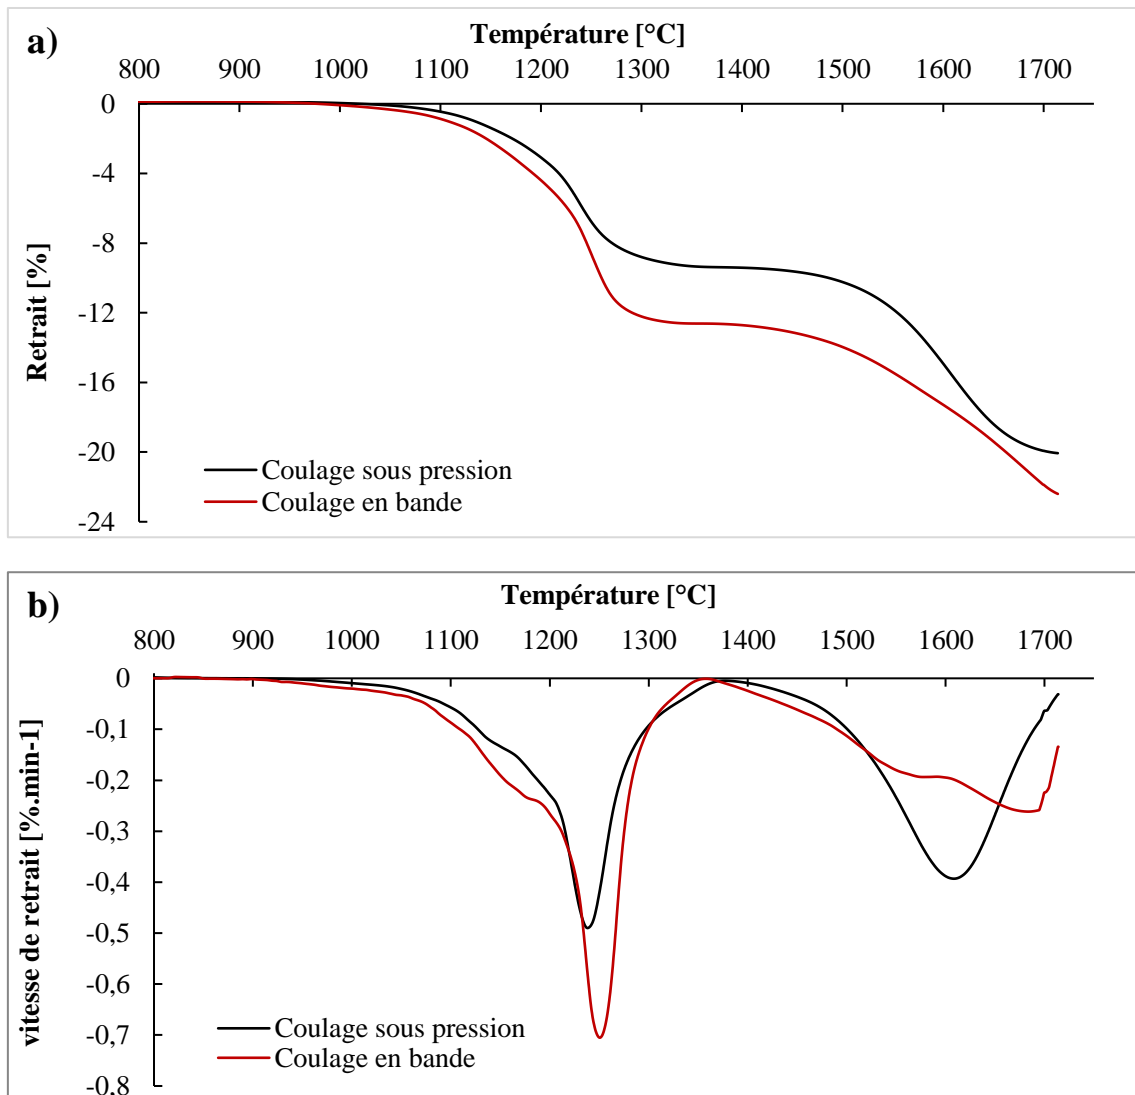 a)
Température [°C]
800 900 1000 1100 1200 1300 1400 1500 1600 1700
0
-4
-8
-12
-16
-20
-24
Retrait [%]
Coulage sous pression
Coulage en bande
b)
Température [°C]
800 900 1000 1100 1200 1300 1400 1500 1600 1700
0
-0,1
-0,2
-0,3
-0,4
-0,5
-0,6
-0,7
-0,8
vitesse de retrait [%.min-1]
Coulage sous pression
Coulage en bande